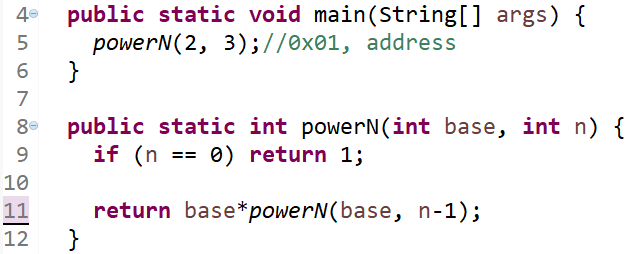 4 public static void main(String[] args) {
5 powerN(2, 3);//0x01, address
6 }
7
8 public static int powerN(int base, int n) {
9 if (n == 0) return 1;
10
11 return base*powerN(base, n-1);
12 }